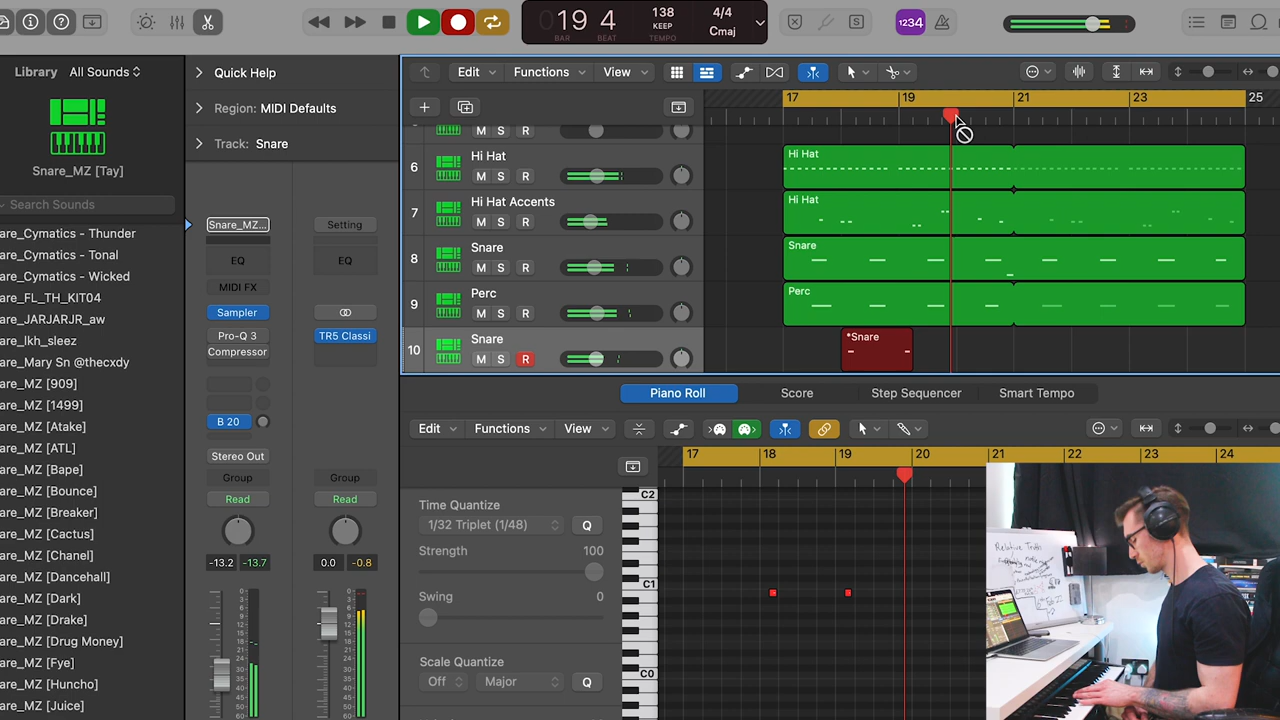 19 4
BAR BEAT
138
KEEP
TEMPO
4/4
Cmaj
1234
Library All Sounds
Snare_MZ [Tay]
Search Sounds
are_Cymatics - Thunder
are_Cymatics - Tonal
are_Cymatics - Wicked
are_FL_TH_KIT04
are_JARJARJR_aw
are_lkh_sleez
are_Mary Sn @thecxdy
are_MZ [909]
are_MZ [1499]
are_MZ [Atake]
are_MZ [ATL]
are_MZ [Bape]
are_MZ [Bounce]
are_MZ [Breaker]
are_MZ [Cactus]
are_MZ [Chanel]
are_MZ [Dancehall]
are_MZ [Dark]
are_MZ [Drake]
are_MZ [Drug Money]
are_MZ [Fye]
are_MZ [Huncho]
are_MZ [Juice]
Quick Help
Region: MIDI Defaults
Track: Snare
Snare_MZ...
EQ
MIDI FX
Sampler
Pro-Q 3
Compressor
B 20
Stereo Out
Group
Read
-13.2 -13.7
Setting
EQ
TR5 Classi
Group
Read
0.0 -0.8
Edit Functions View
17 19 21 23 25
M S R
6 Hi Hat
M S R
7 Hi Hat Accents
M S R
8 Snare
M S R
9 Perc
M S R
10 Snare
M S R
Hi Hat
Hi Hat
Snare
Perc
*Snare
Piano Roll Score Step Sequencer Smart Tempo
Edit Functions View
17 18 19 20 21 22 23 24
Time Quantize
1/32 Triplet (1/48) Q
Strength 100
Swing 0
Scale Quantize
Off Major Q
C2
C1
C0
Relative Truth